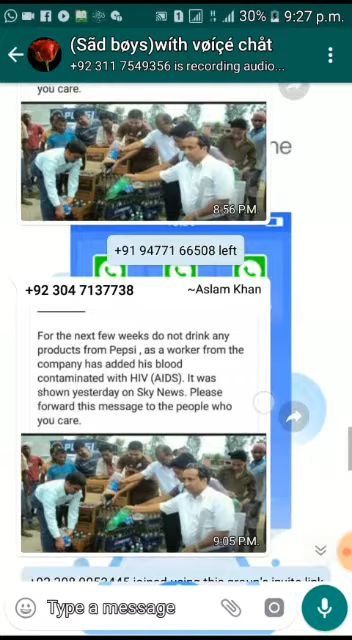 30% 9:27 p.m.
(Sãd bøys)wíth vøíçé chåt
+92 311 7549356 is recording audio...
you care.
8:56 P.M.
+91 94771 66508 left
+92 304 7137738 ~Aslam Khan
For the next few weeks do not drink any
products from Pepsi , as a worker from the
company has added his blood
contaminated with HIV (AIDS). It was
shown yesterday on Sky News. Please
forward this message to the people who
you care.
9:05 P.M.
joined using this group's invite link
Type a message